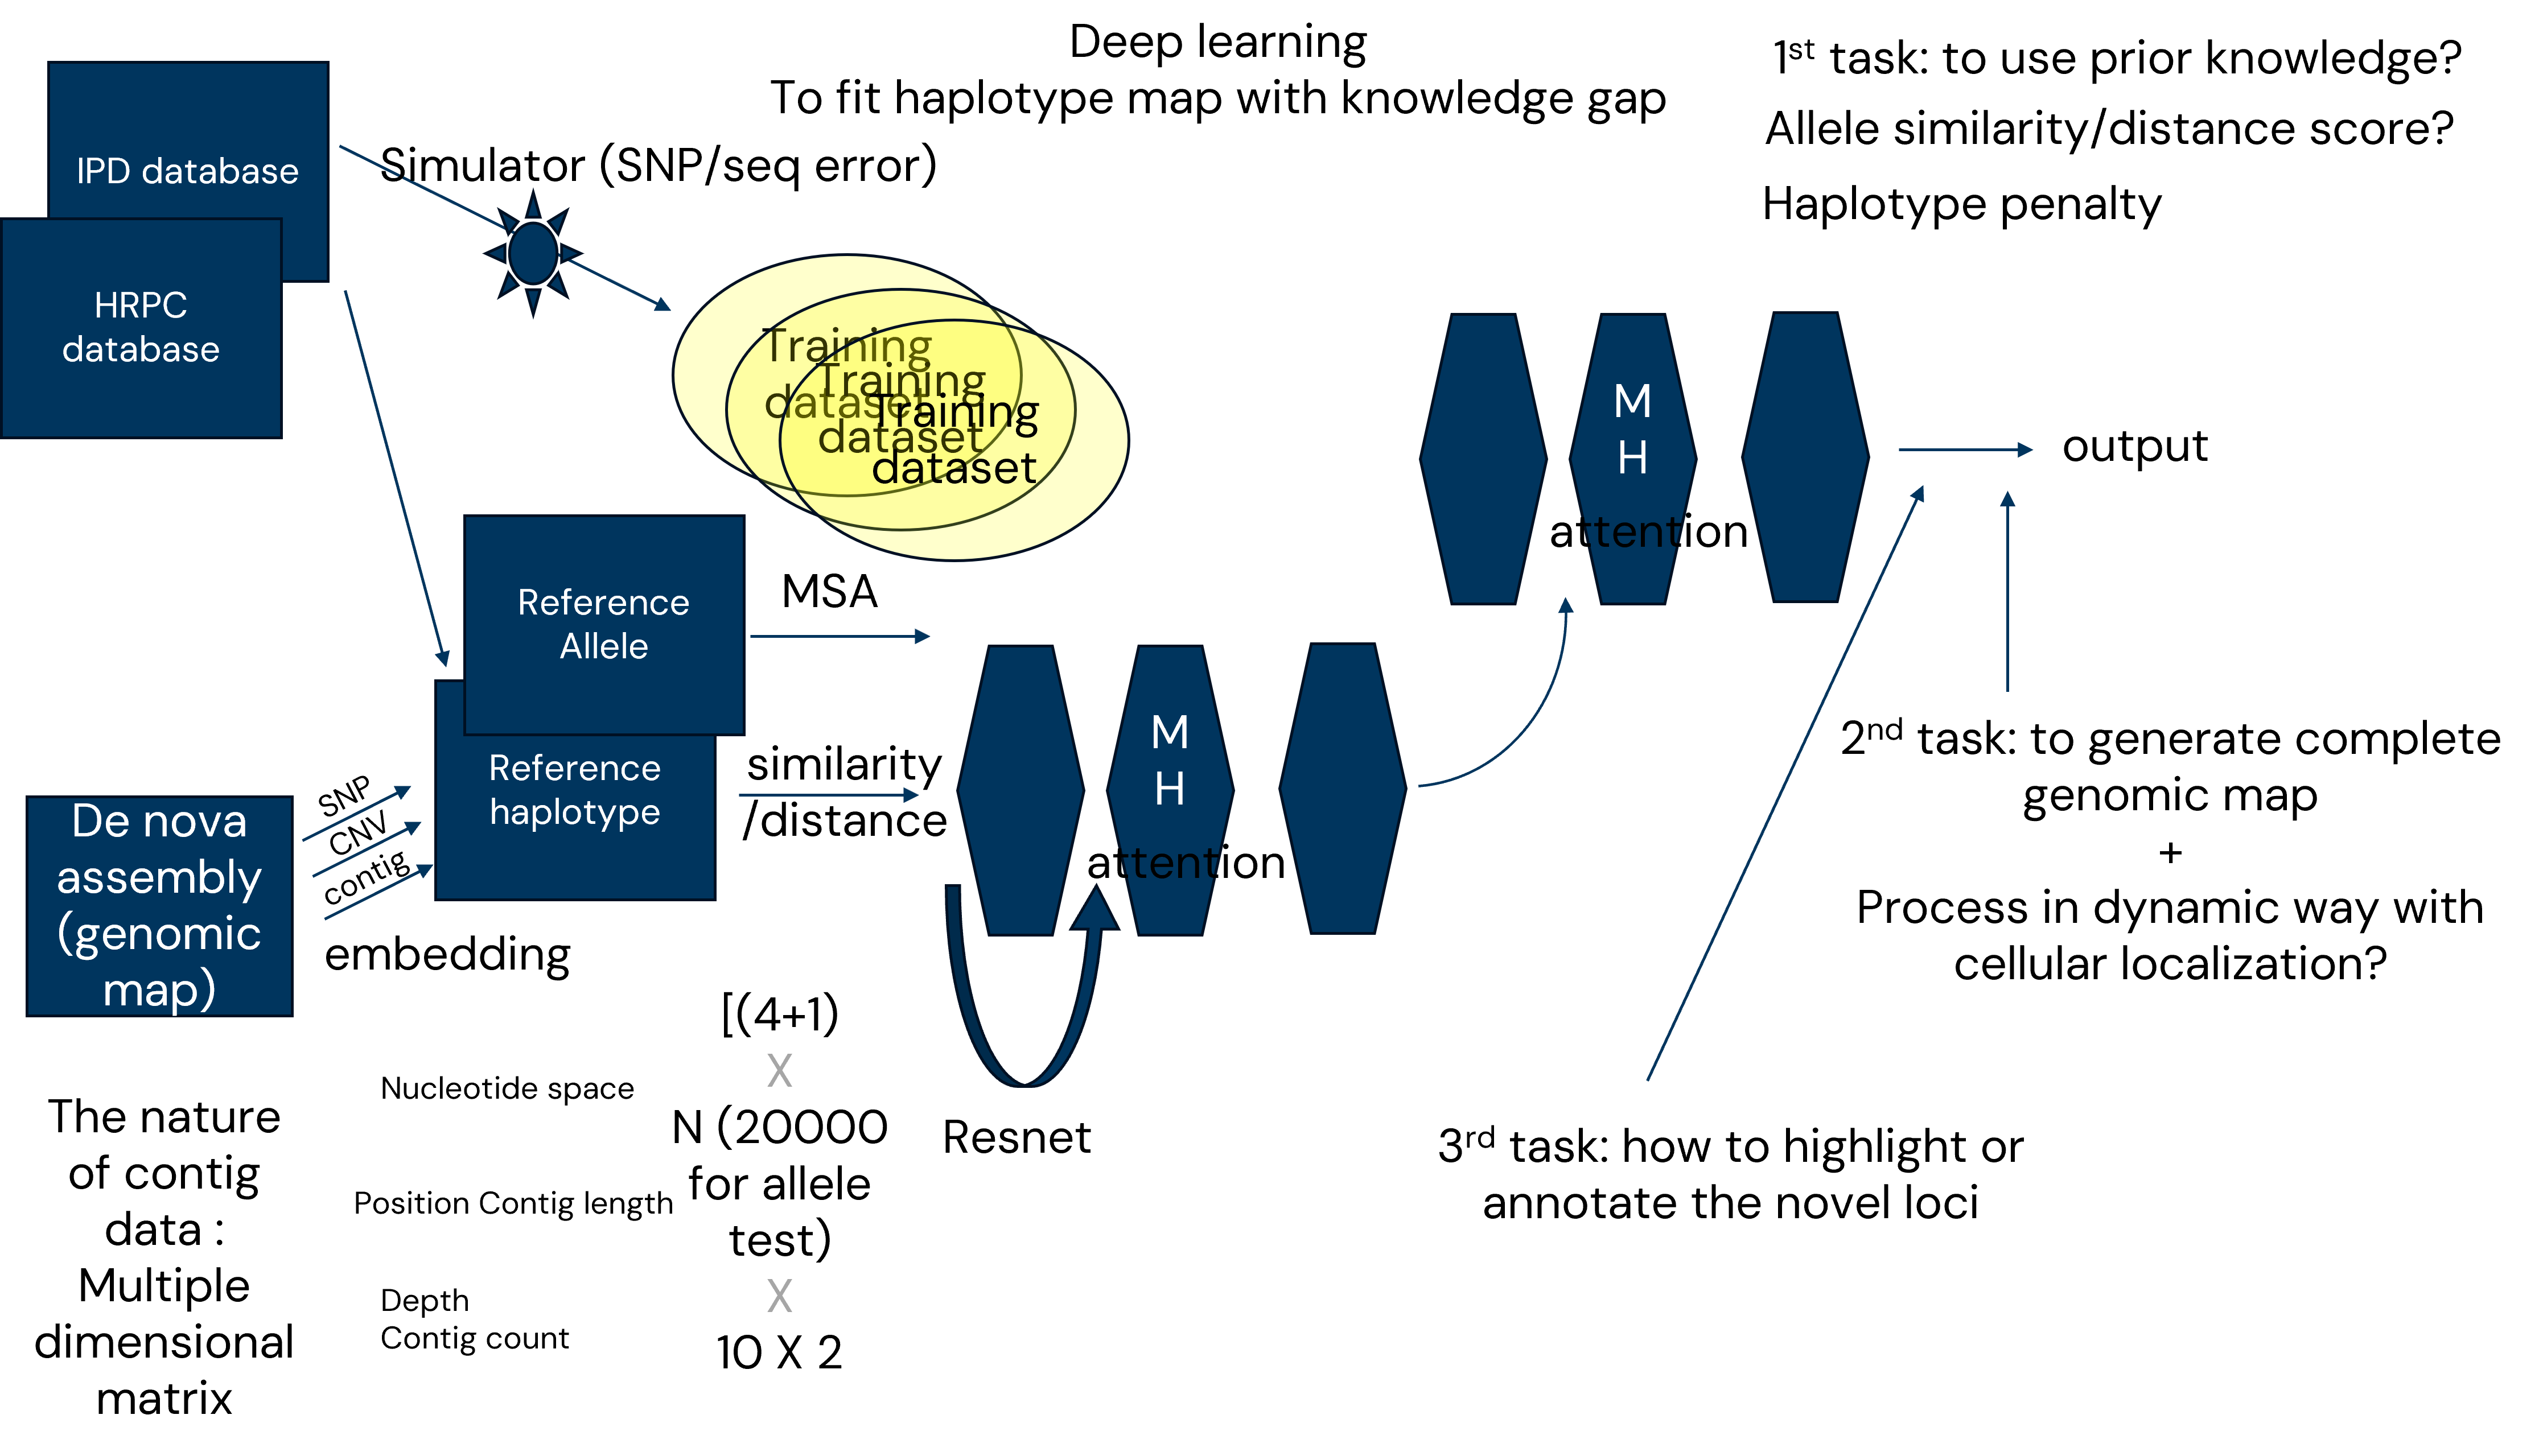 Deep learning
To fit haplotype map with knowledge gap
1st task: to use prior knowledge?
Allele similarity/distance score?
Haplotype penalty
IPD database
HRPC
database
Simulator (SNP/seq error)
Training
dataset
Training
dataset
Training
dataset
M
H
attention
output
Reference
Allele
MSA
Reference
haplotype
similarity
/distance
M
H
attention
De nova
assembly
(genomic
map)
SNP
CNV
contig
embedding
2nd task: to generate complete
genomic map
+
Process in dynamic way with
cellular localization?
The nature
of contig
data :
Multiple
dimensional
matrix
Nucleotide space
Position Contig length
Depth
Contig count
[(4+1)
X
N (20000
for allele
test)
X
10 X 2
Resnet
3rd task: how to highlight or
annotate the novel loci